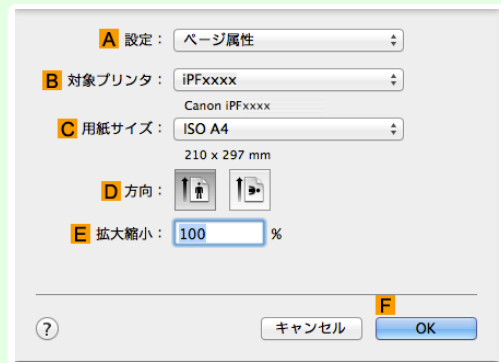 A 設定： ページ属性
B 対象プリンタ： iPFxxxx
Canon iPFxxxx
C 用紙サイズ： ISO A4
210 x 297 mm
D 方向：
E 拡大縮小： 100 %
F
? キャンセル OK